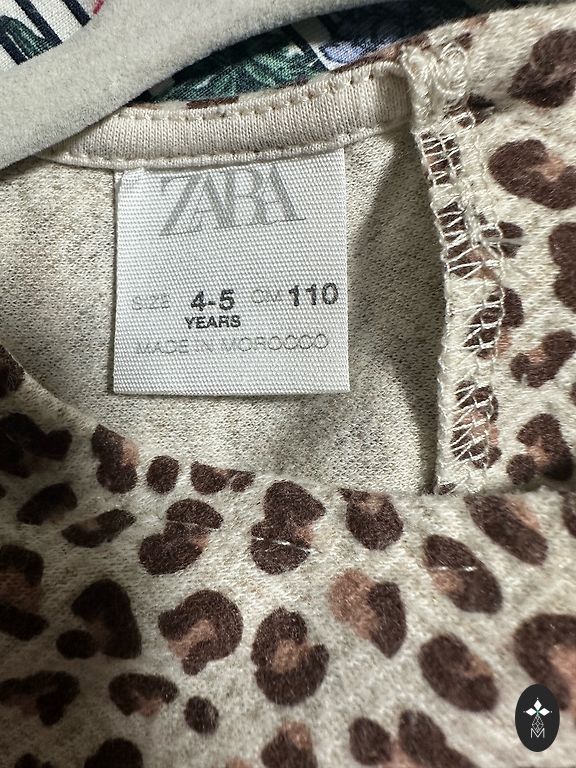 ZARA
SIZE 4-5 CM 110
YEARS
MADE IN MOROCCO
M